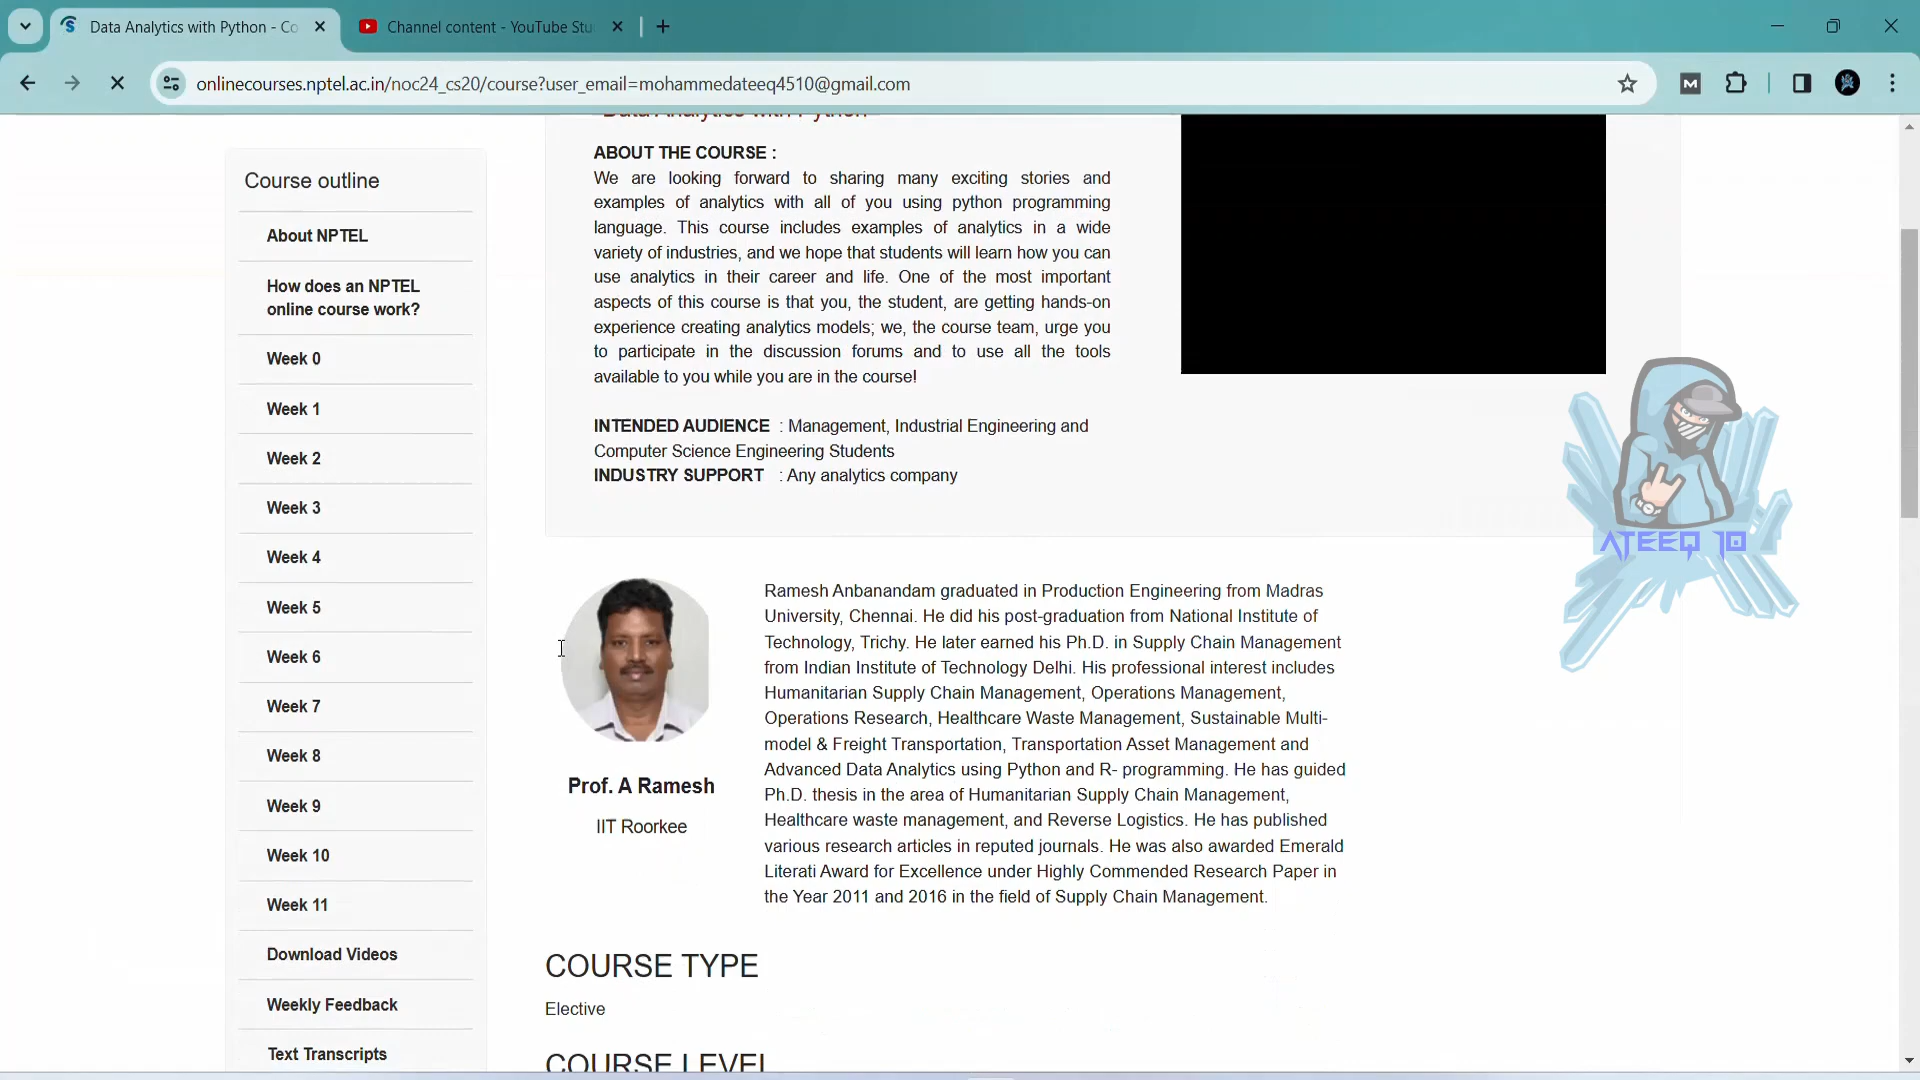 Data Analytics with Python - Co
Channel content - YouTube Stu
onlinecourses.nptel.ac.in/noc24_cs20/course?user_email=mohammedateeq4510@gmail.com
Data Analytics with Python
Course outline
About NPTEL
How does an NPTEL
online course work?
Week 0
Week 1
Week 2
Week 3
Week 4
Week 5
Week 6
Week 7
Week 8
Week 9
Week 10
Week 11
Download Videos
Weekly Feedback
Text Transcripts
ABOUT THE COURSE :
We are looking forward to sharing many exciting stories and
examples of analytics with all of you using python programming
language. This course includes examples of analytics in a wide
variety of industries, and we hope that students will learn how you can
use analytics in their career and life. One of the most important
aspects of this course is that you, the student, are getting hands-on
experience creating analytics models; we, the course team, urge you
to participate in the discussion forums and to use all the tools
available to you while you are in the course!
INTENDED AUDIENCE : Management, Industrial Engineering and
Computer Science Engineering Students
INDUSTRY SUPPORT : Any analytics company
ATEEQ 10
Prof. A Ramesh
IIT Roorkee
Ramesh Anbanandam graduated in Production Engineering from Madras
University, Chennai. He did his post-graduation from National Institute of
Technology, Trichy. He later earned his Ph.D. in Supply Chain Management
from Indian Institute of Technology Delhi. His professional interest includes
Humanitarian Supply Chain Management, Operations Management,
Operations Research, Healthcare Waste Management, Sustainable Multi-
model & Freight Transportation, Transportation Asset Management and
Advanced Data Analytics using Python and R- programming. He has guided
Ph.D. thesis in the area of Humanitarian Supply Chain Management,
Healthcare waste management, and Reverse Logistics. He has published
various research articles in reputed journals. He was also awarded Emerald
Literati Award for Excellence under Highly Commended Research Paper in
the Year 2011 and 2016 in the field of Supply Chain Management.
COURSE TYPE
Elective
COURSE LEVEL